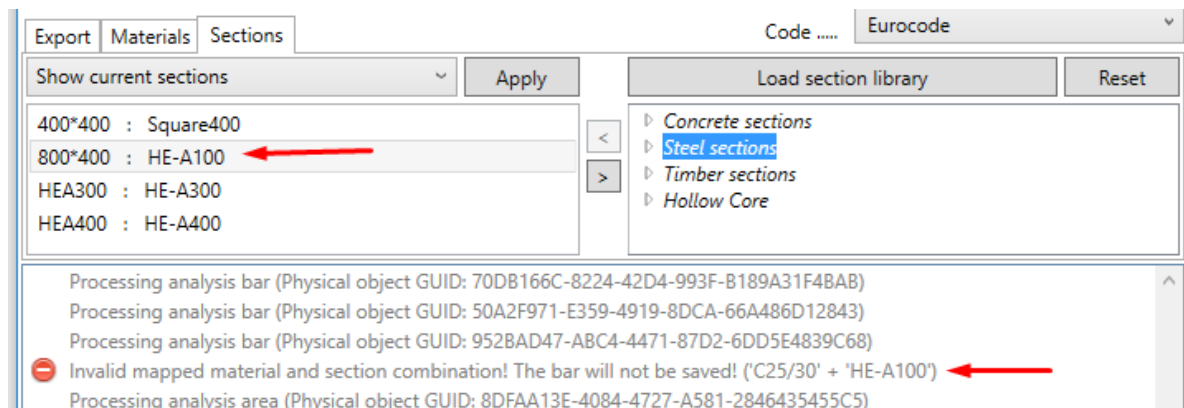 Export Materials Sections Code ..... Eurocode
Show current sections Apply Load section library Reset
400*400 : Square400
800*400 : HE-A100
HEA300 : HE-A300
HEA400 : HE-A400
<
>
Concrete sections
Steel sections
Timber sections
Hollow Core
Processing analysis bar (Physical object GUID: 70DB166C-8224-42D4-993F-B189A31F4BAB)
Processing analysis bar (Physical object GUID: 50A2F971-E359-4919-8DCA-66A486D12843)
Processing analysis bar (Physical object GUID: 952BAD47-ABC4-4471-87D2-6DD5E4839C68)
Invalid mapped material and section combination! The bar will not be saved! ('C25/30' + 'HE-A100')
Processing analysis area (Physical object GUID: 8DFAA13E-4084-4727-A581-2846435455C5)